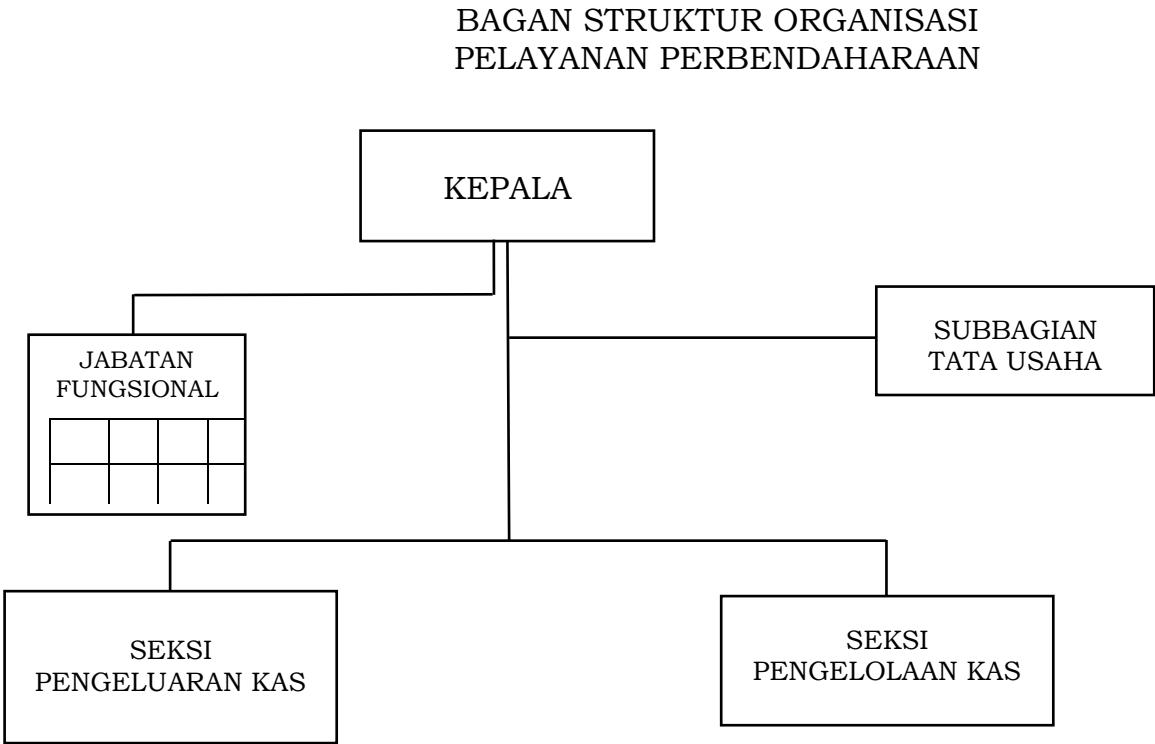 BAGAN STRUKTUR ORGANISASI
PELAYANAN PERBENDAHARAAN
KEPALA
SUBBAGIAN
TATA USAHA
JABATAN
FUNGSIONAL
SEKSI
PENGELUARAN KAS
SEKSI
PENGELOLAAN KAS